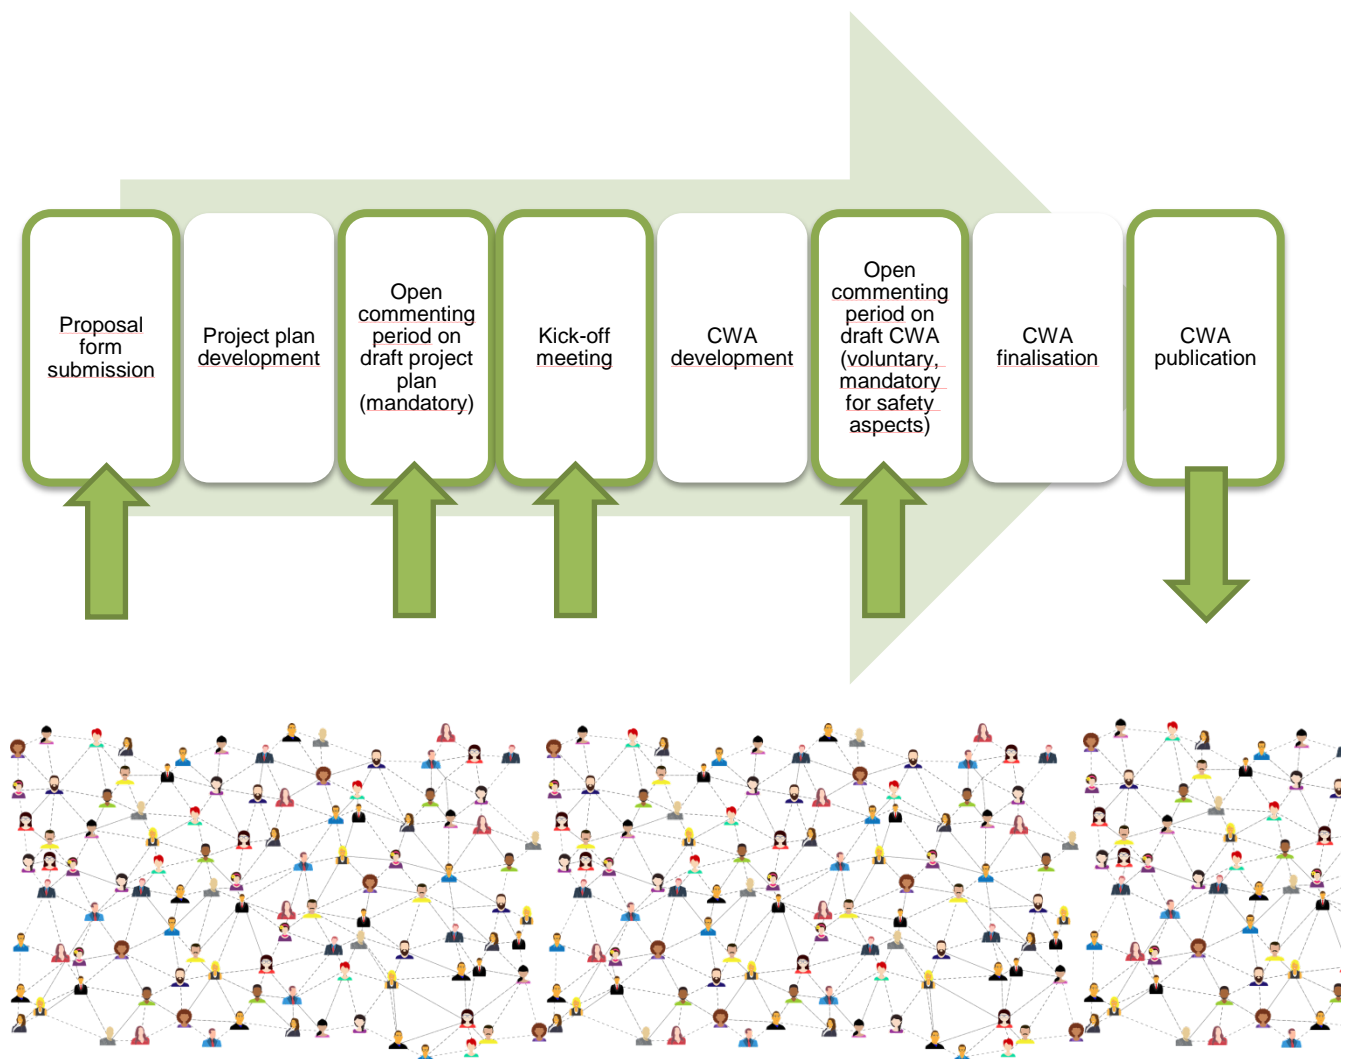 Proposal
form
submission
Project plan
development
Open
commenting
period on
draft project
plan
(mandatory)
Kick-off
meeting
CWA
development
Open
commenting
period on
draft CWA
(voluntary,
mandatory
for safety
aspects)
CWA
finalisation
CWA
publication